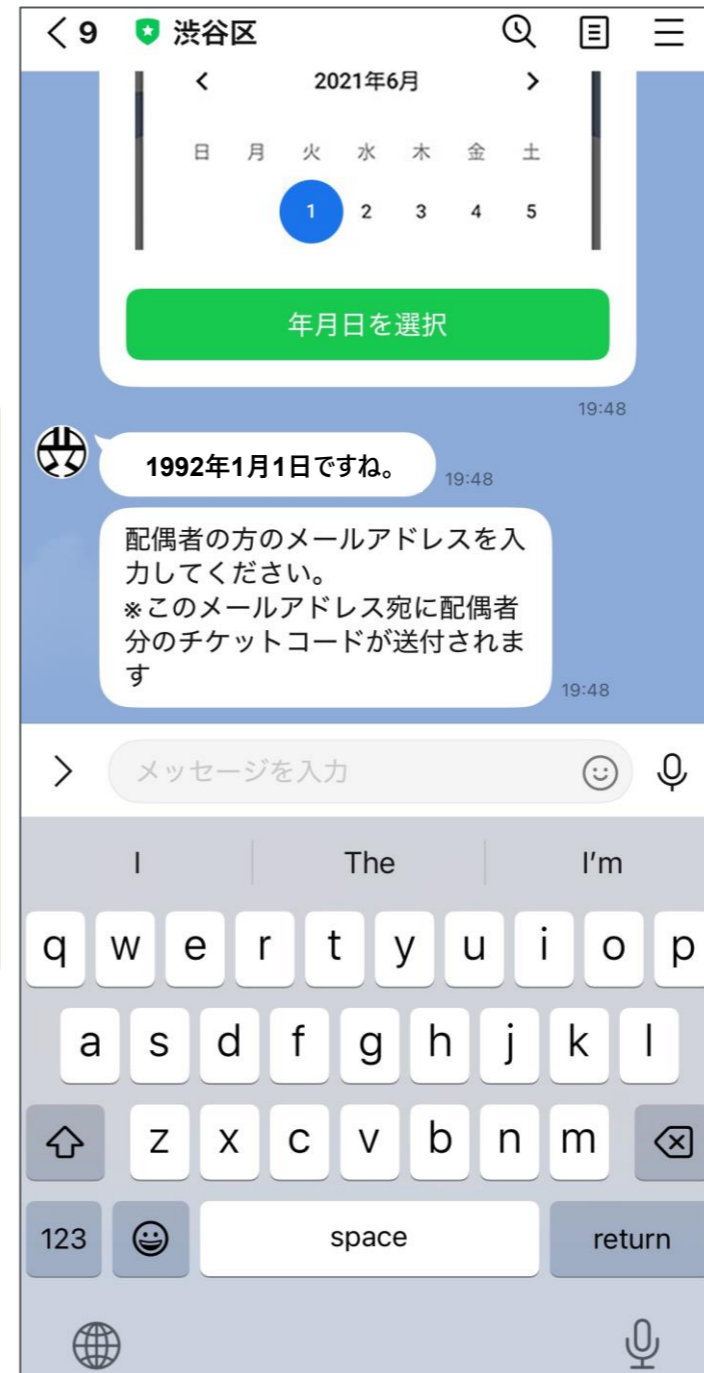 9 渋谷区
2021年6月
日 月 火 水 木 金 土
1 2 3 4 5
年月日を選択
19:48
1992年1月1日ですね。
19:48
配偶者の方のメールアドレスを入
力してください。
※このメールアドレス宛に配偶者
分のチケットコードが送付されま
す
19:48
メッセージを入力
I The I'm
q w e r t y u i o p
a s d f g h j k l
z x c v b n m
123 space return